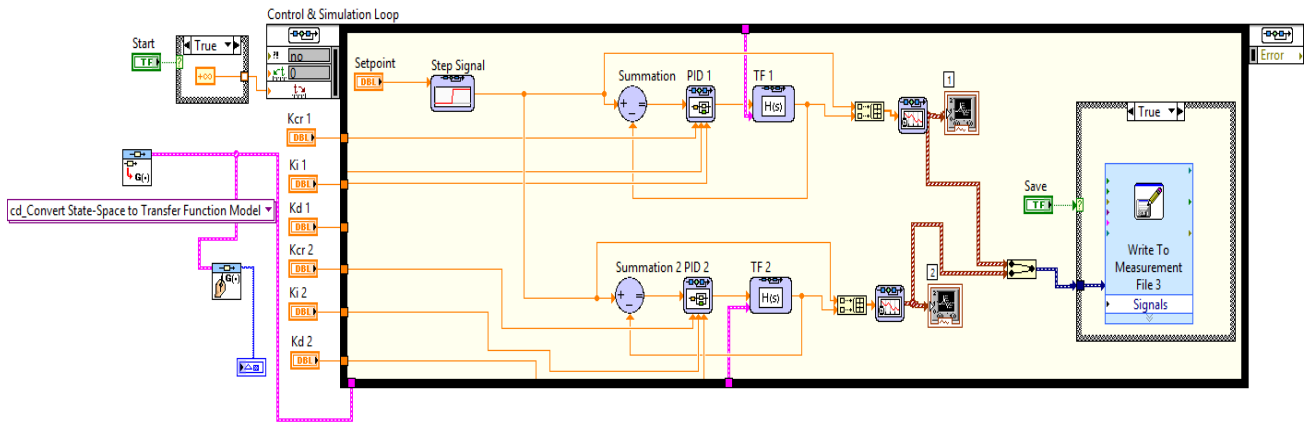 Control & Simulation Loop
Start
TF
True
+∞
?!
no
0
Error
Setpoint
DBL
Step Signal
Summation
PID 1
TF 1
H(s)
1
Kcr 1
DBL
Ki 1
DBL
Kd 1
DBL
Kcr 2
DBL
Ki 2
DBL
Kd 2
DBL
G(·)
cd_Convert State-Space to Transfer Function Model
G(·)
Summation 2
PID 2
TF 2
H(s)
2
Save
TF
?
True
Write To
Measurement
File 3
Signals